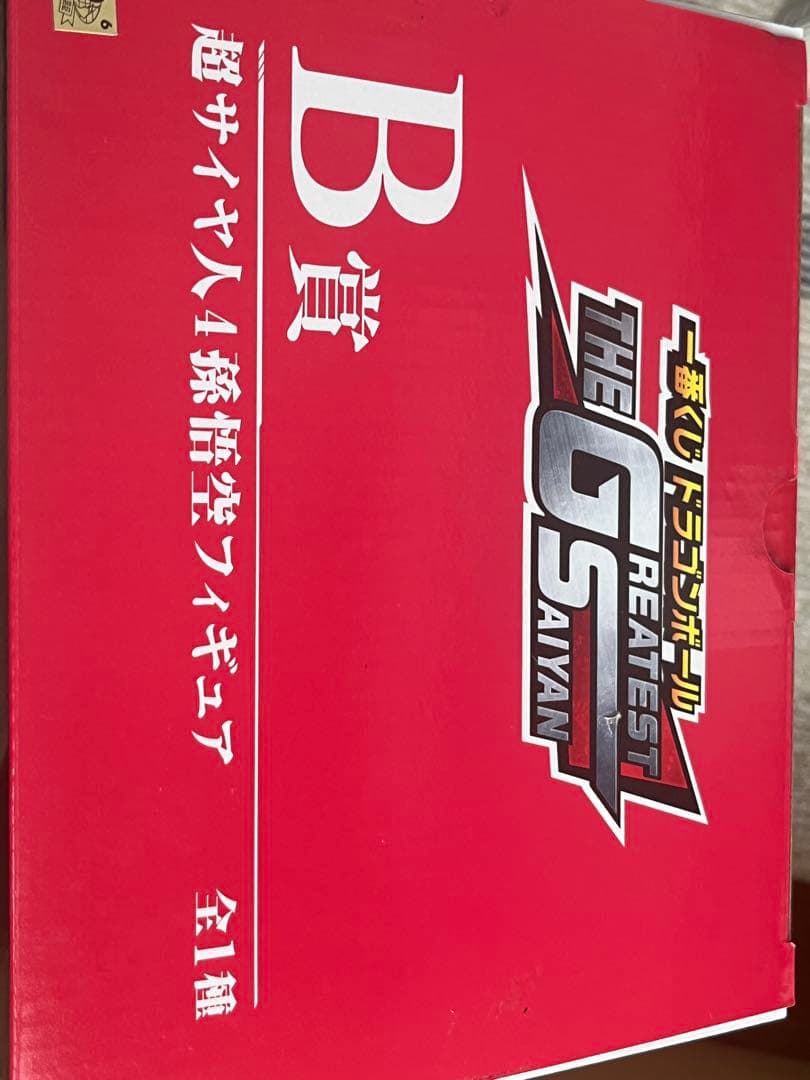 一番くじ ドラゴンボール
THE
GREATEST
SAIYAN
B賞
超サイヤ人4孫悟空フィギュア 全1種
6